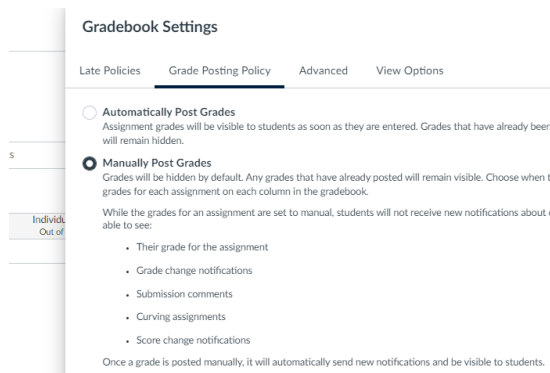 Gradebook Settings
Late Policies Grade Posting Policy Advanced View Options
Automatically Post Grades
Assignment grades will be visible to students as soon as they are entered. Grades that have already been
will remain hidden.
s
Manually Post Grades
Grades will be hidden by default. Any grades that have already posted will remain visible. Choose when
grades for each assignment on each column in the gradebook.
While the grades for an assignment are set to manual, students will not receive new notifications about
able to see:
Individu
Out of
• Their grade for the assignment
• Grade change notifications
• Submission comments
• Curving assignments
• Score change notifications
Once a grade is posted manually, it will automatically send new notifications and be visible to students.